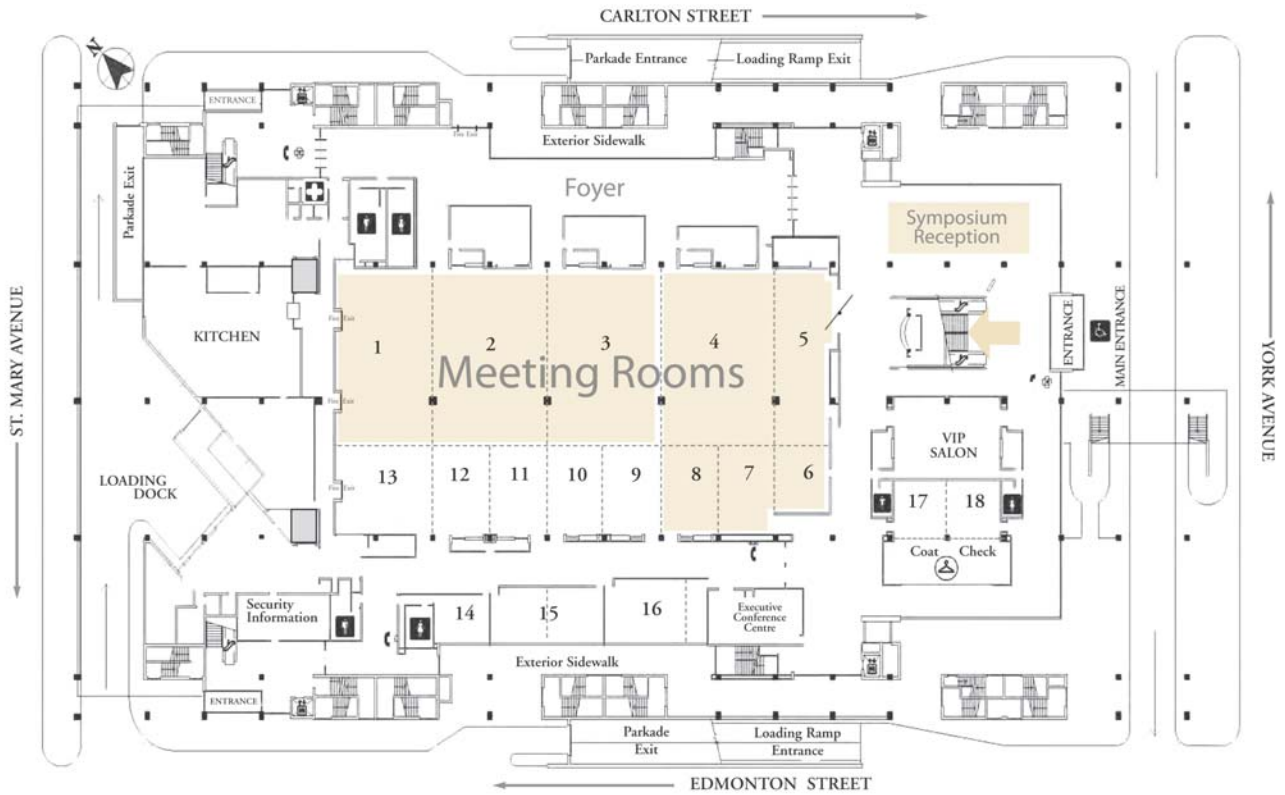 CARLTON STREET
N
Parkade Entrance
Loading Ramp Exit
ENTRANCE
Fire Exit
Exterior Sidewalk
Parkade Exit
Foyer
Symposium
Reception
ST. MARY AVENUE
KITCHEN
Fire Exit
1
2
3
4
5
Meeting Rooms
ENTRANCE
MAIN ENTRANCE
YORK AVENUE
Fire Exit
VIP
SALON
LOADING
DOCK
Fire Exit
13
12
11
10
9
8
7
6
17
18
Coat Check
Security
Information
14
15
16
Executive
Conference
Centre
Exterior Sidewalk
ENTRANCE
Parkade
Exit
Loading Ramp
Entrance
EDMONTON STREET